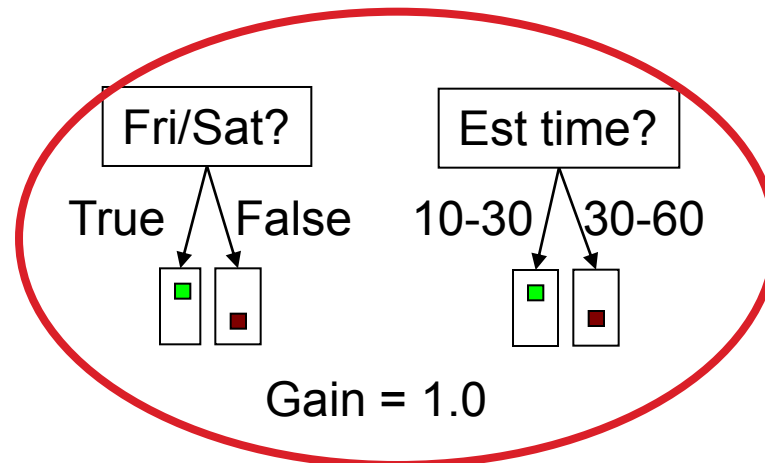 Fri/Sat?
Est time?
True
False
10-30
30-60
Gain = 1.0